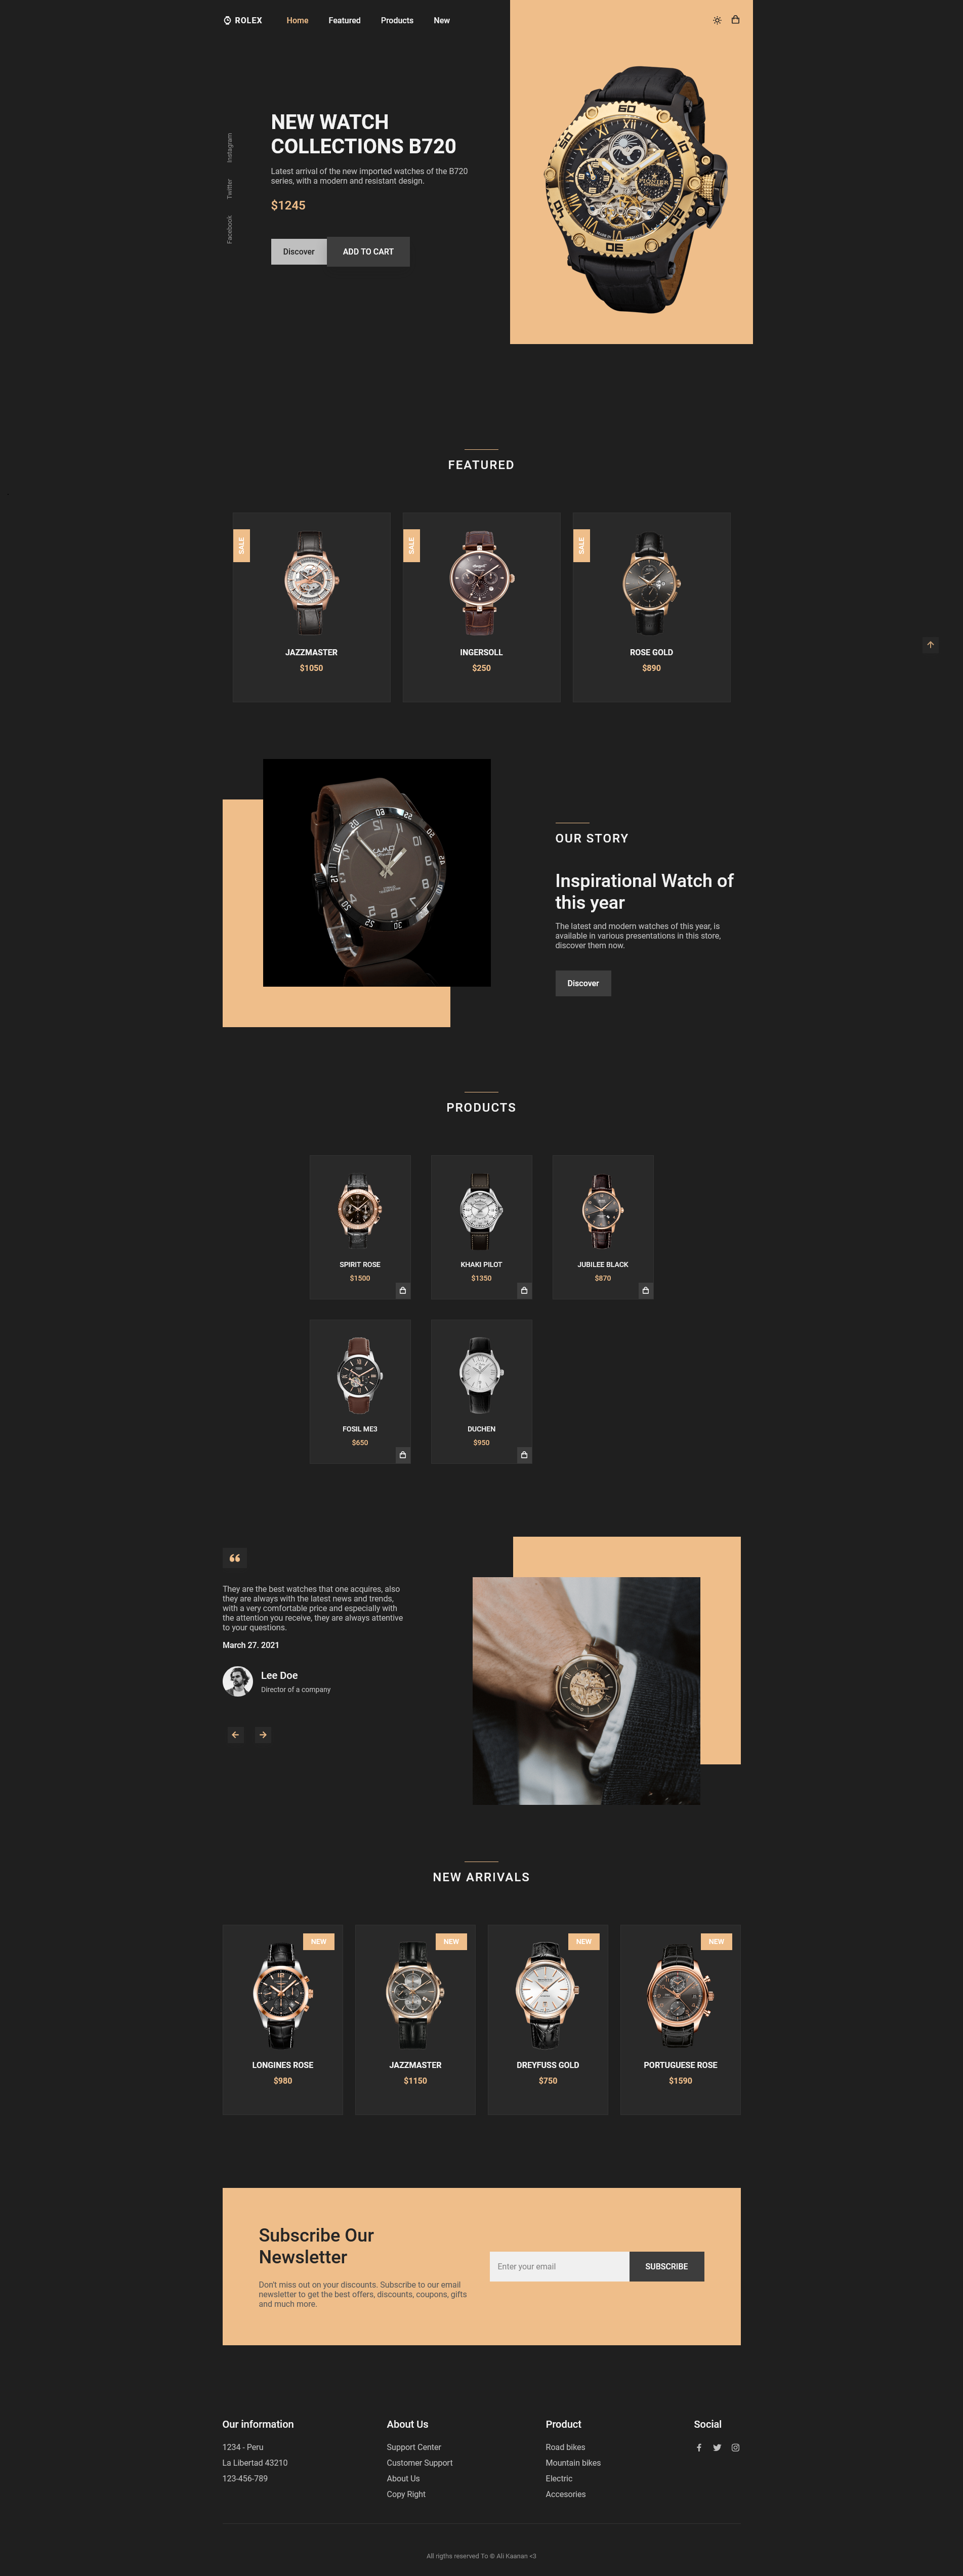 ROLEX
Home
Featured
Products
New
Instagram
Twitter
Facebook
NEW WATCH
COLLECTIONS B720
Latest arrival of the new imported watches of the B720
series, with a modern and resistant design.
$1245
Discover
ADD TO CART
FEATURED
SALE
JAZZMASTER
$1050
SALE
INGERSOLL
$250
SALE
ROSE GOLD
$890
OUR STORY
Inspirational Watch of
this year
The latest and modern watches of this year, is
available in various presentations in this store,
discover them now.
Discover
PRODUCTS
SPIRIT ROSE
$1500
KHAKI PILOT
$1350
JUBILEE BLACK
$870
FOSIL ME3
$650
DUCHEN
$950
They are the best watches that one acquires, also
they are always with the latest news and trends,
with a very comfortable price and especially with
the attention you receive, they are always attentive
to your questions.
March 27. 2021
Lee Doe
Director of a company
NEW ARRIVALS
NEW
LONGINES ROSE
$980
NEW
JAZZMASTER
$1150
NEW
DREYFUSS GOLD
$750
NEW
PORTUGUESE ROSE
$1590
Subscribe Our
Newsletter
Don't miss out on your discounts. Subscribe to our email
newsletter to get the best offers, discounts, coupons, gifts
and much more.
Enter your email
SUBSCRIBE
Our information
1234 - Peru
La Libertad 43210
123-456-789
About Us
Support Center
Customer Support
About Us
Copy Right
Product
Road bikes
Mountain bikes
Electric
Accesories
Social
All rigths reserved To © Ali Kaanan <3